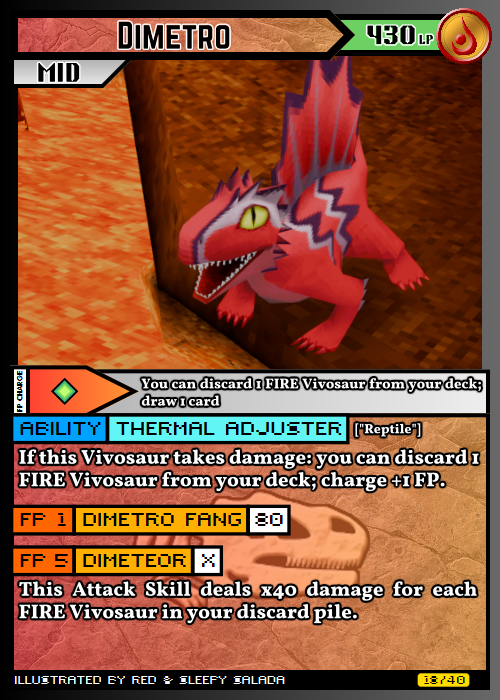 DIMETRO
430 LP
MID
FP CHARGE
You can discard 1 FIRE Vivosaur from your deck;
draw 1 card
ABILITY THERMAL ADJUSTER ["Reptile"]
If this Vivosaur takes damage: you can discard 1
FIRE Vivosaur from your deck; charge +1 FP.
FP 1 DIMETRO FANG 80
FP 5 DIMETEOR X
This Attack Skill deals x40 damage for each
FIRE Vivosaur in your discard pile.
ILLUSTRATED BY RED & SLEEPY SALADA 18/40